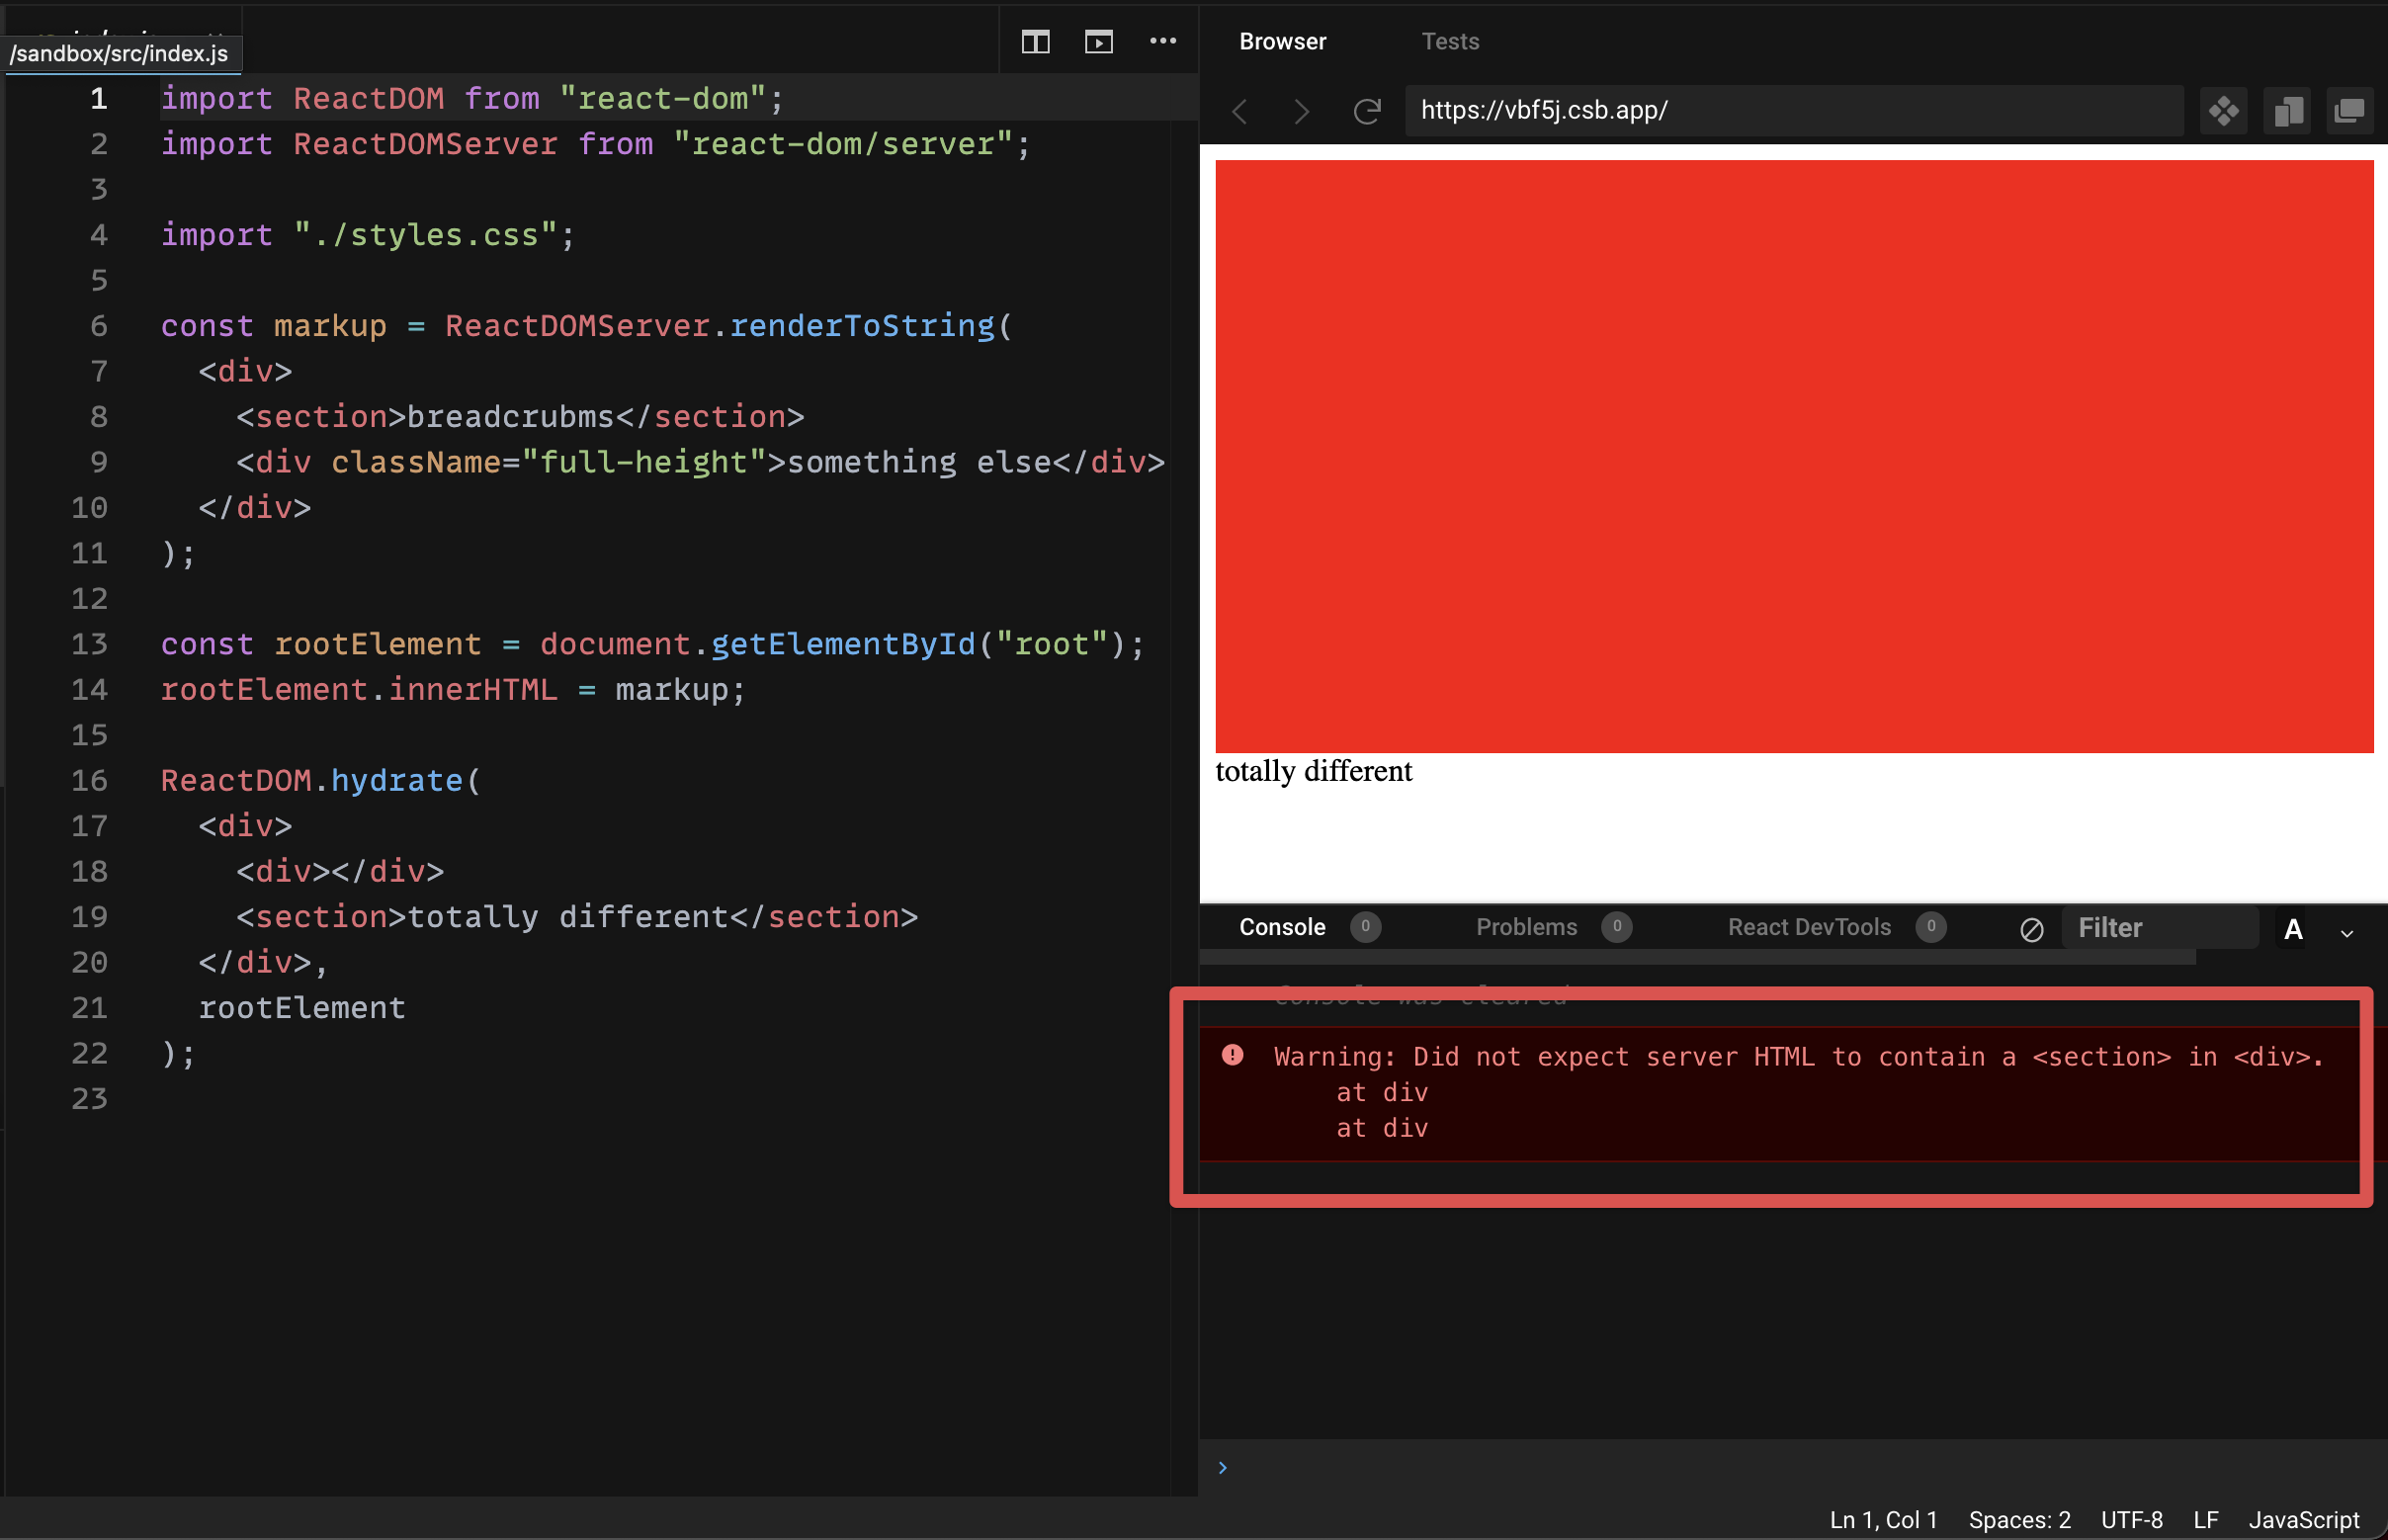 /sandbox/src/index.js
1 import ReactDOM from "react-dom";
2 import ReactDOMServer from "react-dom/server";
3
4 import "./styles.css";
5
6 const markup = ReactDOMServer.renderToString(
7 <div>
8 <section>breadcrubms</section>
9 <div className="full-height">something else</div>
10 </div>
11 );
12
13 const rootElement = document.getElementById("root");
14 rootElement.innerHTML = markup;
15
16 ReactDOM.hydrate(
17 <div>
18 <div></div>
19 <section>totally different</section>
20 </div>,
21 rootElement
22 );
23
Browser Tests
https://vbf5j.csb.app/
totally different
Console 0 Problems 0 React DevTools 0 Filter A
Console was cleared
Warning: Did not expect server HTML to contain a <section> in <div>.
at div
at div
Ln 1, Col 1 Spaces: 2 UTF-8 LF JavaScript